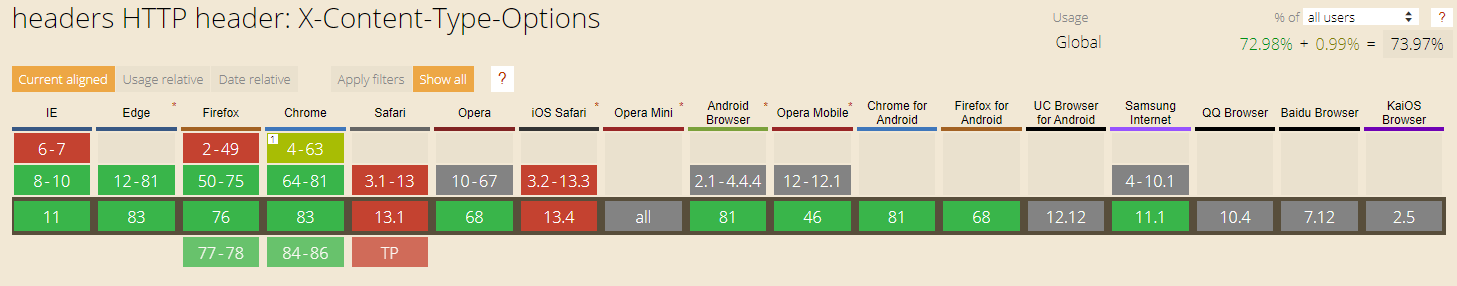 headers HTTP header: X-Content-Type-Options
Usage % of all users ?
Global 72.98% + 0.99% = 73.97%
Current aligned Usage relative Date relative Apply filters Show all ?
IE Edge * Firefox Chrome Safari Opera iOS Safari * Opera Mini * Android Browser * Opera Mobile * Chrome for Android Firefox for Android UC Browser for Android Samsung Internet QQ Browser Baidu Browser KaiOS Browser
6-7 2-49 1 4-63
8-10 12-81 50-75 64-81 3.1-13 10-67 3.2-13.3 2.1-4.4.4 12-12.1 4-10.1
11 83 76 83 13.1 68 13.4 all 81 46 81 68 12.12 11.1 10.4 7.12 2.5
77-78 84-86 TP